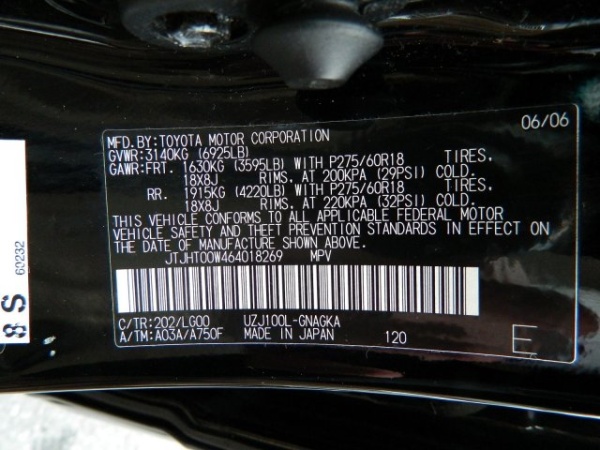 06/06
MFD.BY:TOYOTA MOTOR CORPORATION
GVWR:3140KG (6925LB)
GAWR:FRT. 1630KG (3595LB) WITH P275/60R18 TIRES.
18X8J RIMS. AT 200KPA (29PSI) COLD.
RR. 1915KG (4220LB) WITH P275/60R18 TIRES.
18X8J RIMS. AT 220KPA (32PSI) COLD.
THIS VEHICLE CONFORMS TO ALL APPLICABLE FEDERAL MOTOR
VEHICLE SAFETY AND THEFT PREVENTION STANDARDS IN EFFECT ON
THE DATE OF MANUFACTURE SHOWN ABOVE.
JTJHT00W464018269 MPV
C/TR:202/LG00 UZJ100L-GNAGKA
A/TM:A03A/A750F MADE IN JAPAN 120 E
8 S
60232